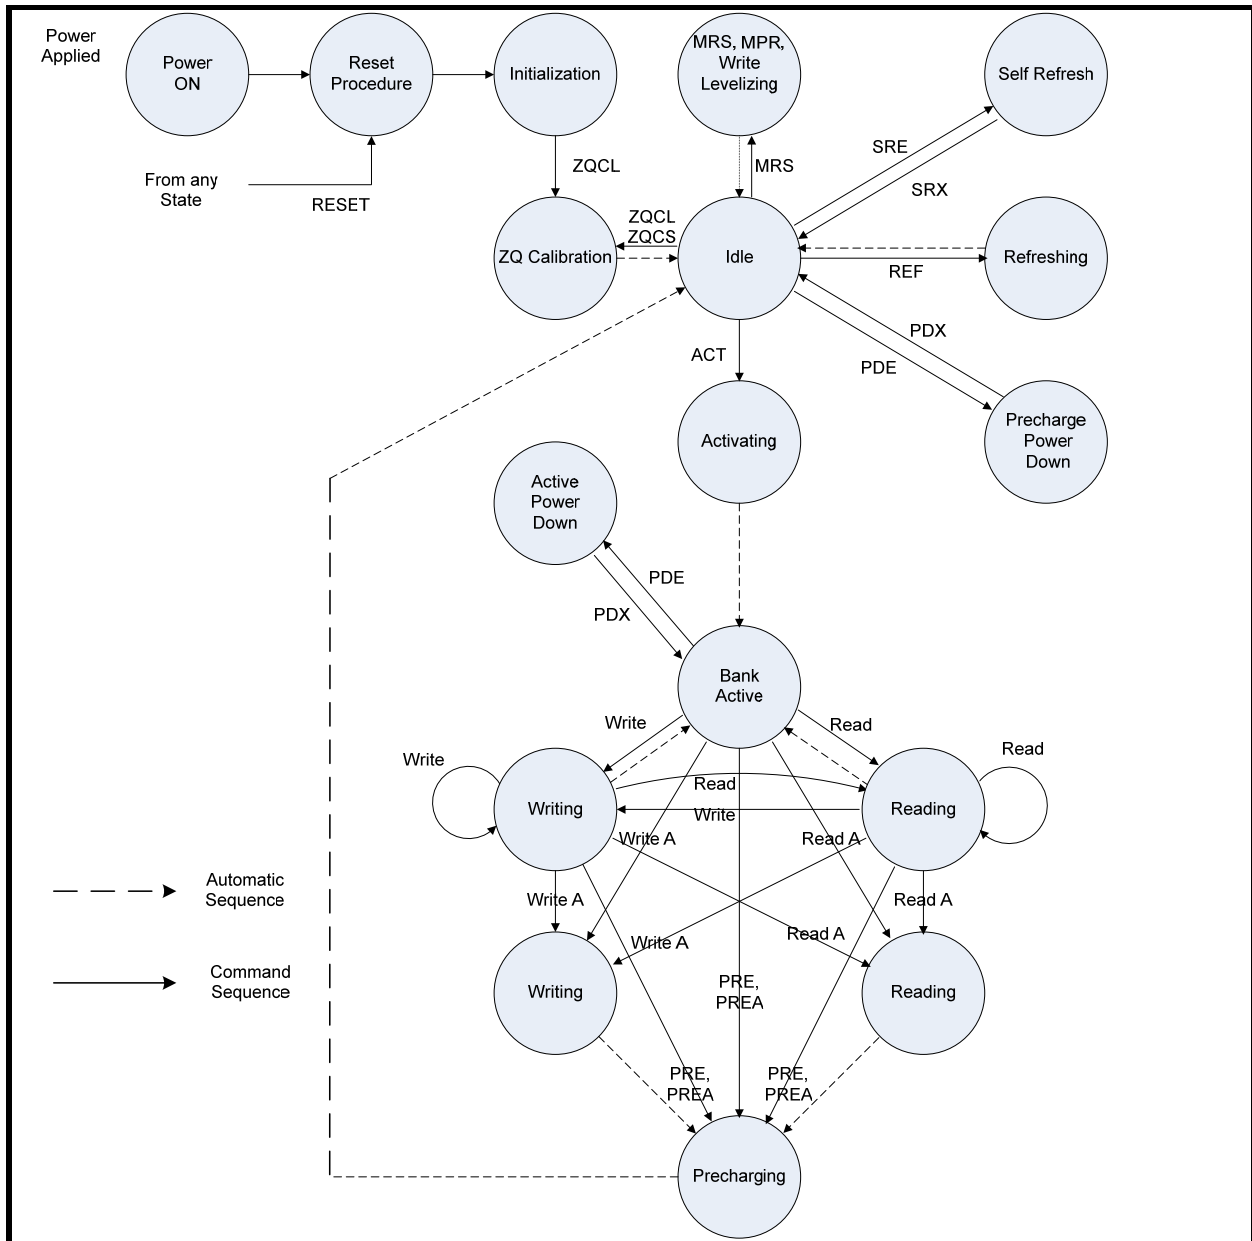 Power
Applied
Power
ON
Reset
Procedure
Initialization
MRS, MPR,
Write
Levelizing
Self Refresh
From any
State
RESET
ZQCL
MRS
SRE
SRX
ZQ Calibration
ZQCL
ZQCS
Idle
REF
Refreshing
ACT
PDX
PDE
Activating
Precharge
Power
Down
Active
Power
Down
PDE
PDX
Bank
Active
Write
Read
Write
Read
Writing
Read
Write
Reading
Write A
Read A
Automatic
Sequence
Write A
Read A
Write A
Read A
Command
Sequence
Writing
PRE,
PREA
Reading
PRE,
PREA
PRE,
PREA
Precharging